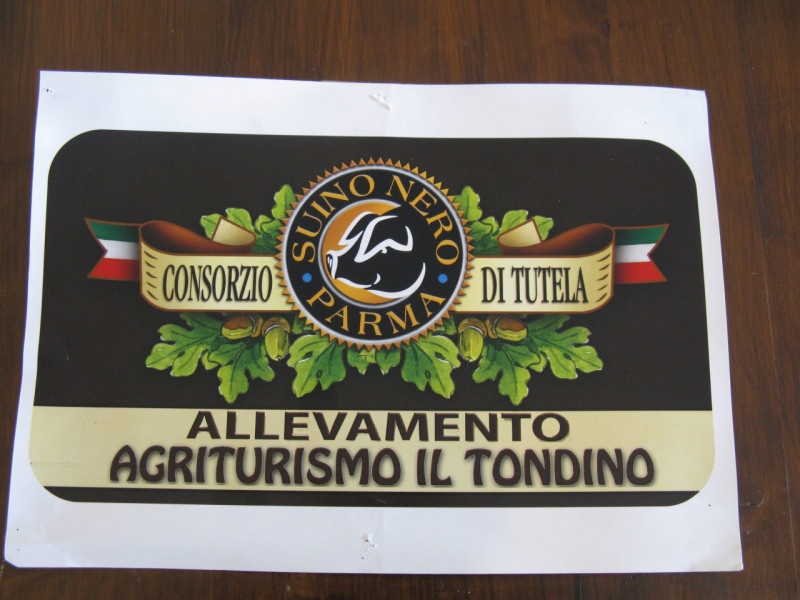 SUINO NERO
PARMA
CONSORZIO DI TUTELA
ALLEVAMENTO
AGRITURISMO IL TONDINO